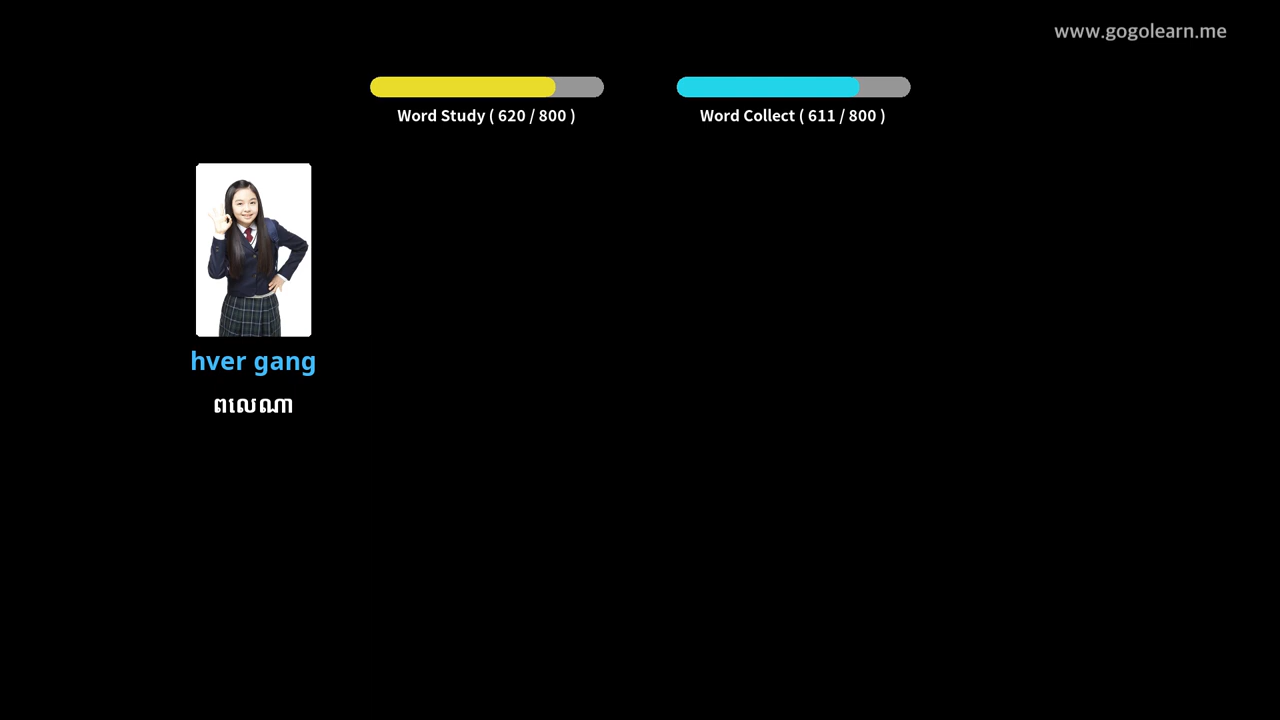 www.gogolearn.me
Word Study ( 620 / 800 )
Word Collect ( 611 / 800 )
hver gang
ពលេណា